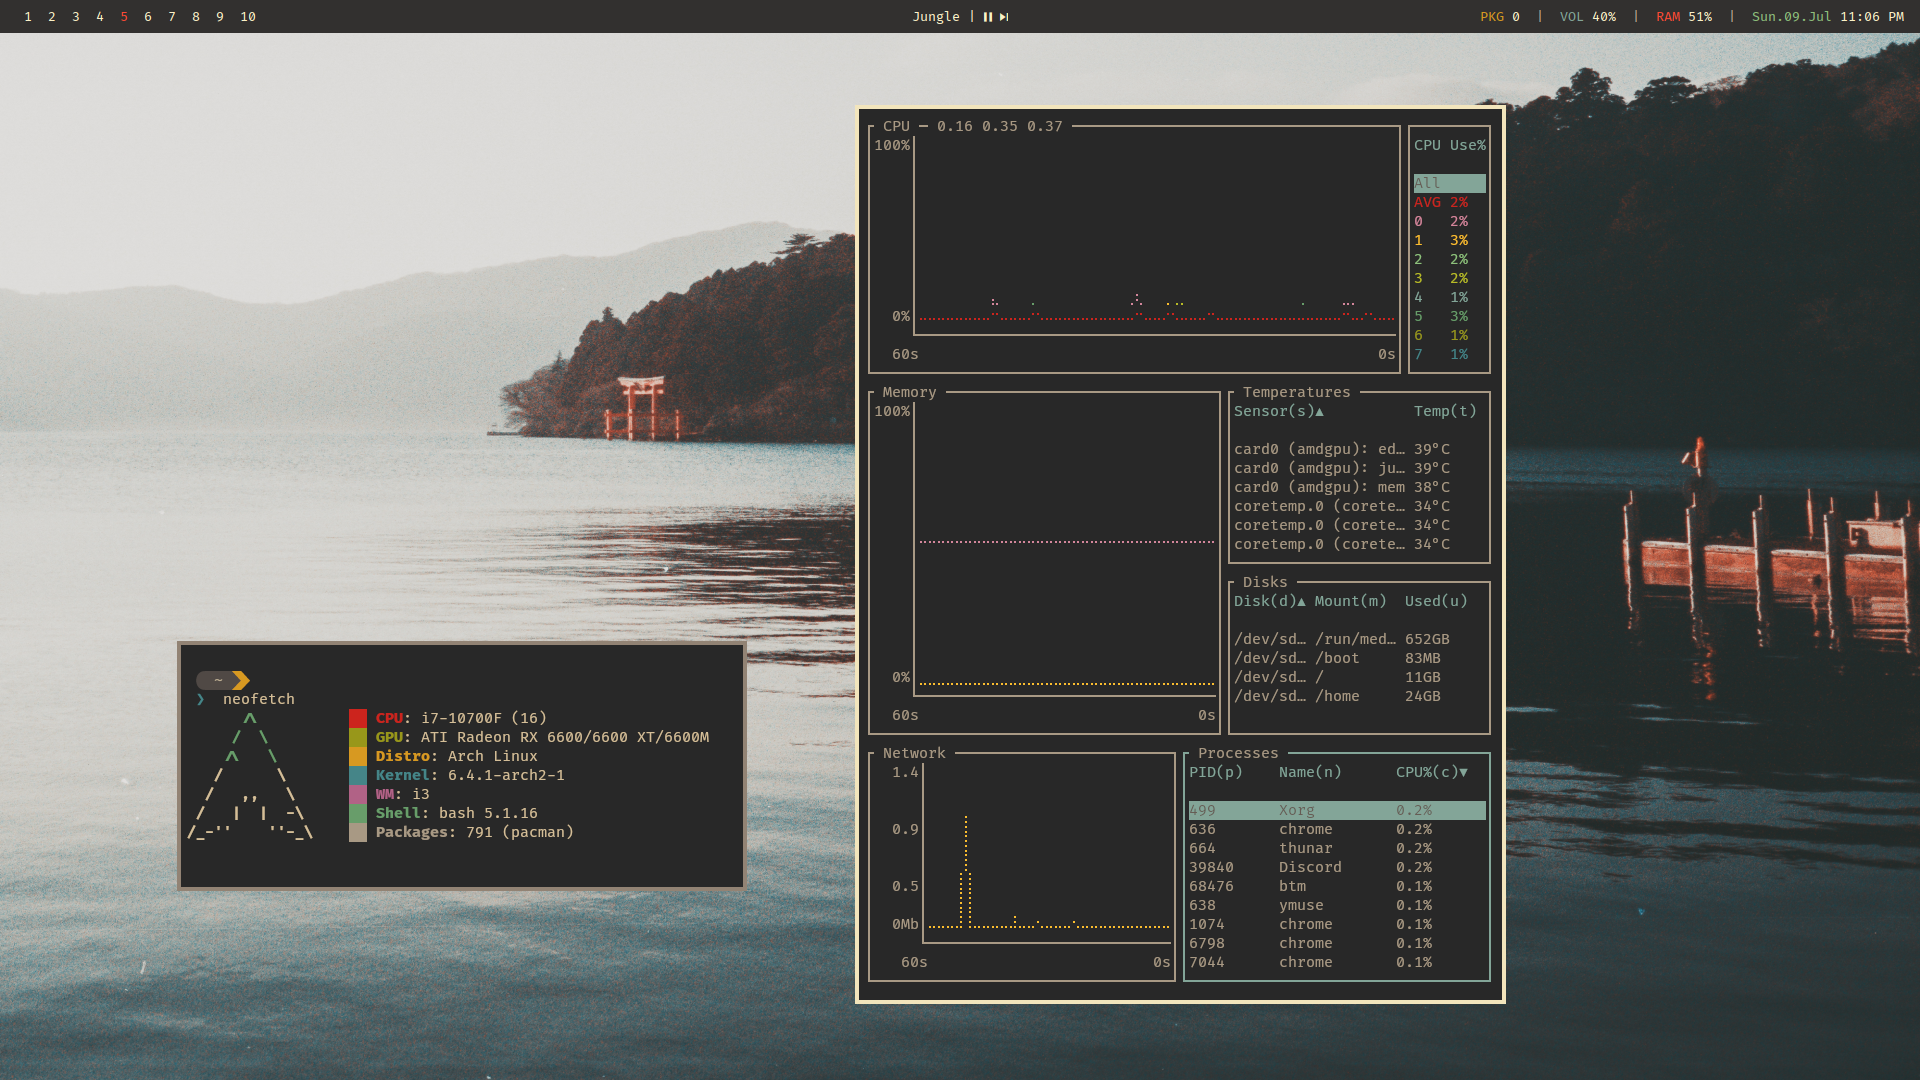 1 2 3 4 5 6 7 8 9 10
Jungle |
PKG 0 | VOL 40% | RAM 51% | Sun.09.Jul 11:06 PM
~
❯ neofetch
CPU: i7-10700F (16)
GPU: ATI Radeon RX 6600/6600 XT/6600M
Distro: Arch Linux
Kernel: 6.4.1-arch2-1
WM: i3
Shell: bash 5.1.16
Packages: 791 (pacman)
CPU — 0.16 0.35 0.37
100%
0%
60s 0s
CPU Use%
All
AVG 2%
0 2%
1 3%
2 2%
3 2%
4 1%
5 3%
6 1%
7 1%
Memory
100%
0%
60s 0s
Temperatures
Sensor(s)▲ Temp(t)
card0 (amdgpu): ed… 39°C
card0 (amdgpu): ju… 39°C
card0 (amdgpu): mem 38°C
coretemp.0 (corete… 34°C
coretemp.0 (corete… 34°C
coretemp.0 (corete… 34°C
Disks
Disk(d)▲ Mount(m) Used(u)
/dev/sd… /run/med… 652GB
/dev/sd… /boot 83MB
/dev/sd… / 11GB
/dev/sd… /home 24GB
Network
1.4
0.9
0.5
0Mb
60s 0s
Processes
PID(p) Name(n) CPU%(c)▼
499 Xorg 0.2%
636 chrome 0.2%
664 thunar 0.2%
39840 Discord 0.2%
68476 btm 0.1%
638 ymuse 0.1%
1074 chrome 0.1%
6798 chrome 0.1%
7044 chrome 0.1%